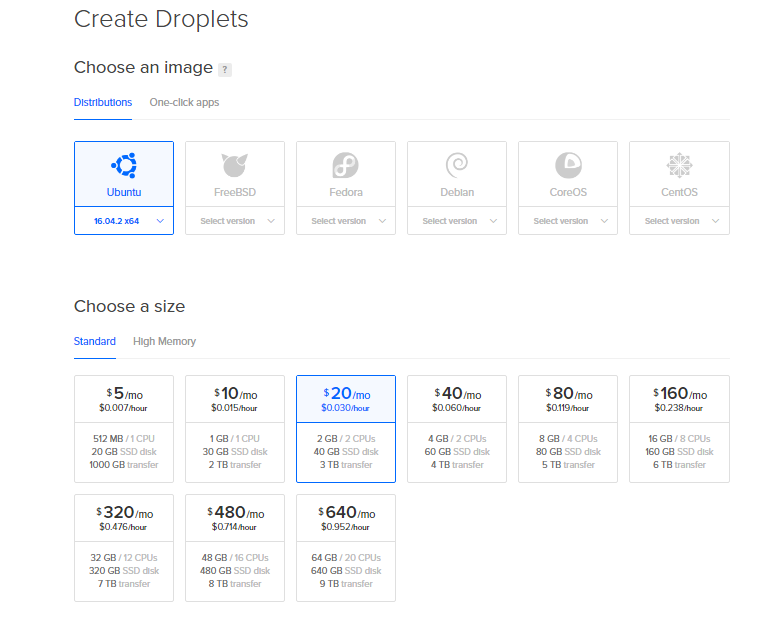 Create Droplets
Choose an image ?
Distributions One-click apps
Ubuntu FreeBSD Fedora Debian CoreOS CentOS
16.04.2 x64 Select version Select version Select version Select version Select version
Choose a size
Standard High Memory
$5/mo $10/mo $20/mo $40/mo $80/mo $160/mo
$0.007/hour $0.015/hour $0.030/hour $0.060/hour $0.119/hour $0.238/hour
512 MB / 1 CPU 1 GB / 1 CPU 2 GB / 2 CPUs 4 GB / 2 CPUs 8 GB / 4 CPUs 16 GB / 8 CPUs
20 GB SSD disk 30 GB SSD disk 40 GB SSD disk 60 GB SSD disk 80 GB SSD disk 160 GB SSD disk
1000 GB transfer 2 TB transfer 3 TB transfer 4 TB transfer 5 TB transfer 6 TB transfer
$320/mo $480/mo $640/mo
$0.476/hour $0.714/hour $0.952/hour
32 GB / 12 CPUs 48 GB / 16 CPUs 64 GB / 20 CPUs
320 GB SSD disk 480 GB SSD disk 640 GB SSD disk
7 TB transfer 8 TB transfer 9 TB transfer